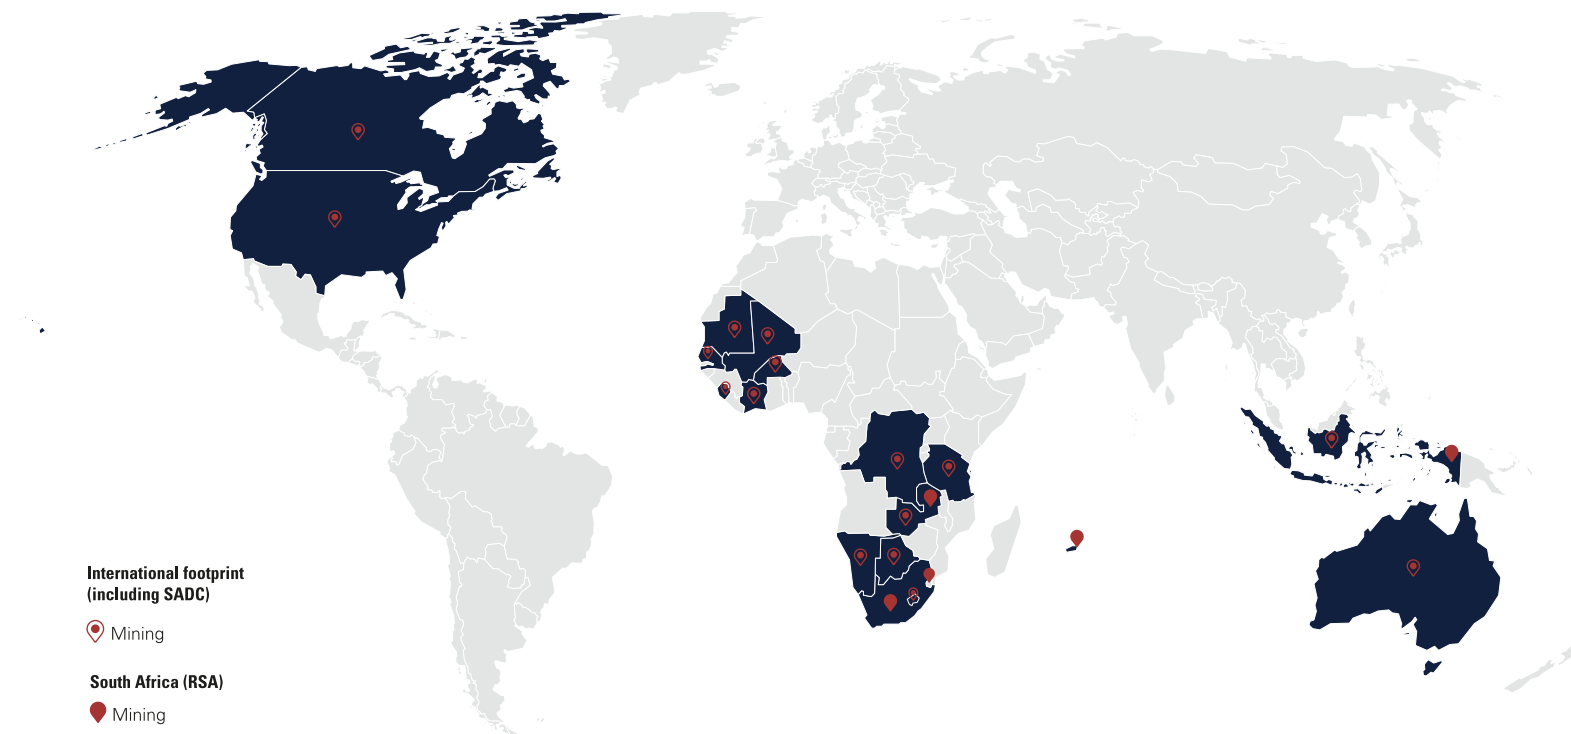 International footprint
(including SADC)
Mining
South Africa (RSA)
Mining